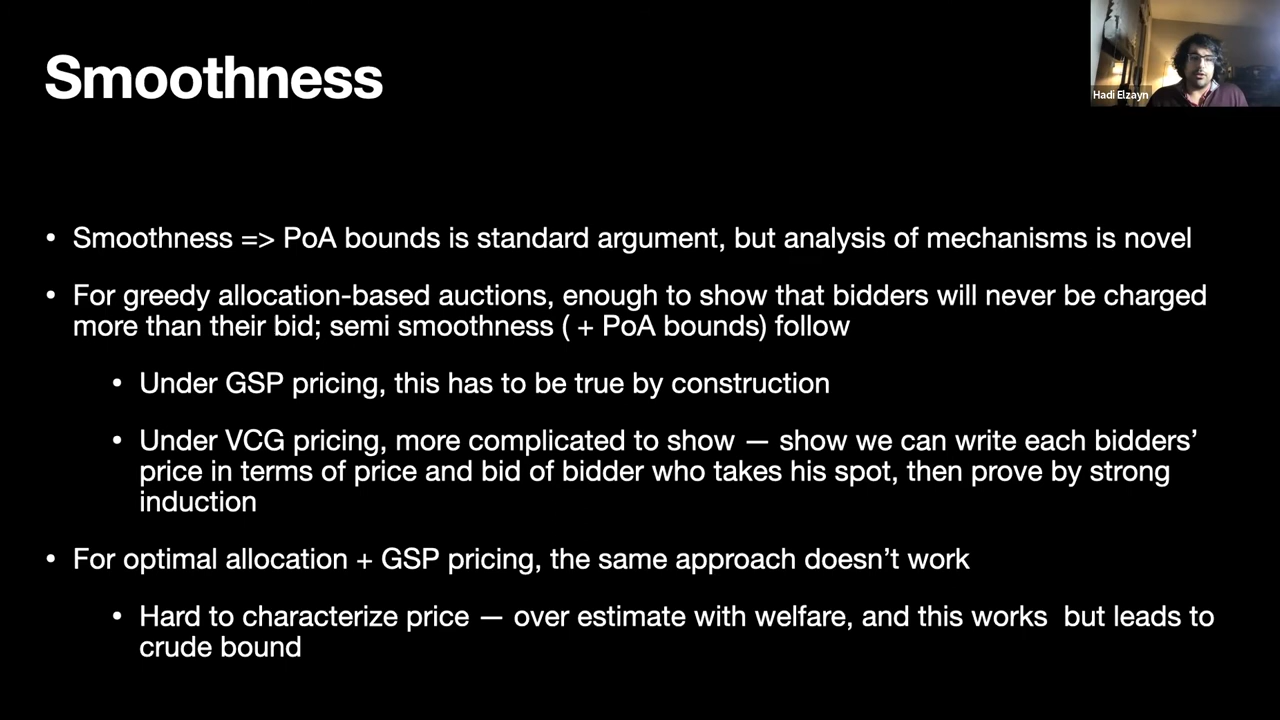 Smoothness
Hadi Elzayn
• Smoothness => PoA bounds is standard argument, but analysis of mechanisms is novel
• For greedy allocation-based auctions, enough to show that bidders will never be charged
more than their bid; semi smoothness ( + PoA bounds) follow
• Under GSP pricing, this has to be true by construction
• Under VCG pricing, more complicated to show — show we can write each bidders’
price in terms of price and bid of bidder who takes his spot, then prove by strong
induction
• For optimal allocation + GSP pricing, the same approach doesn’t work
• Hard to characterize price — over estimate with welfare, and this works  but leads to
crude bound